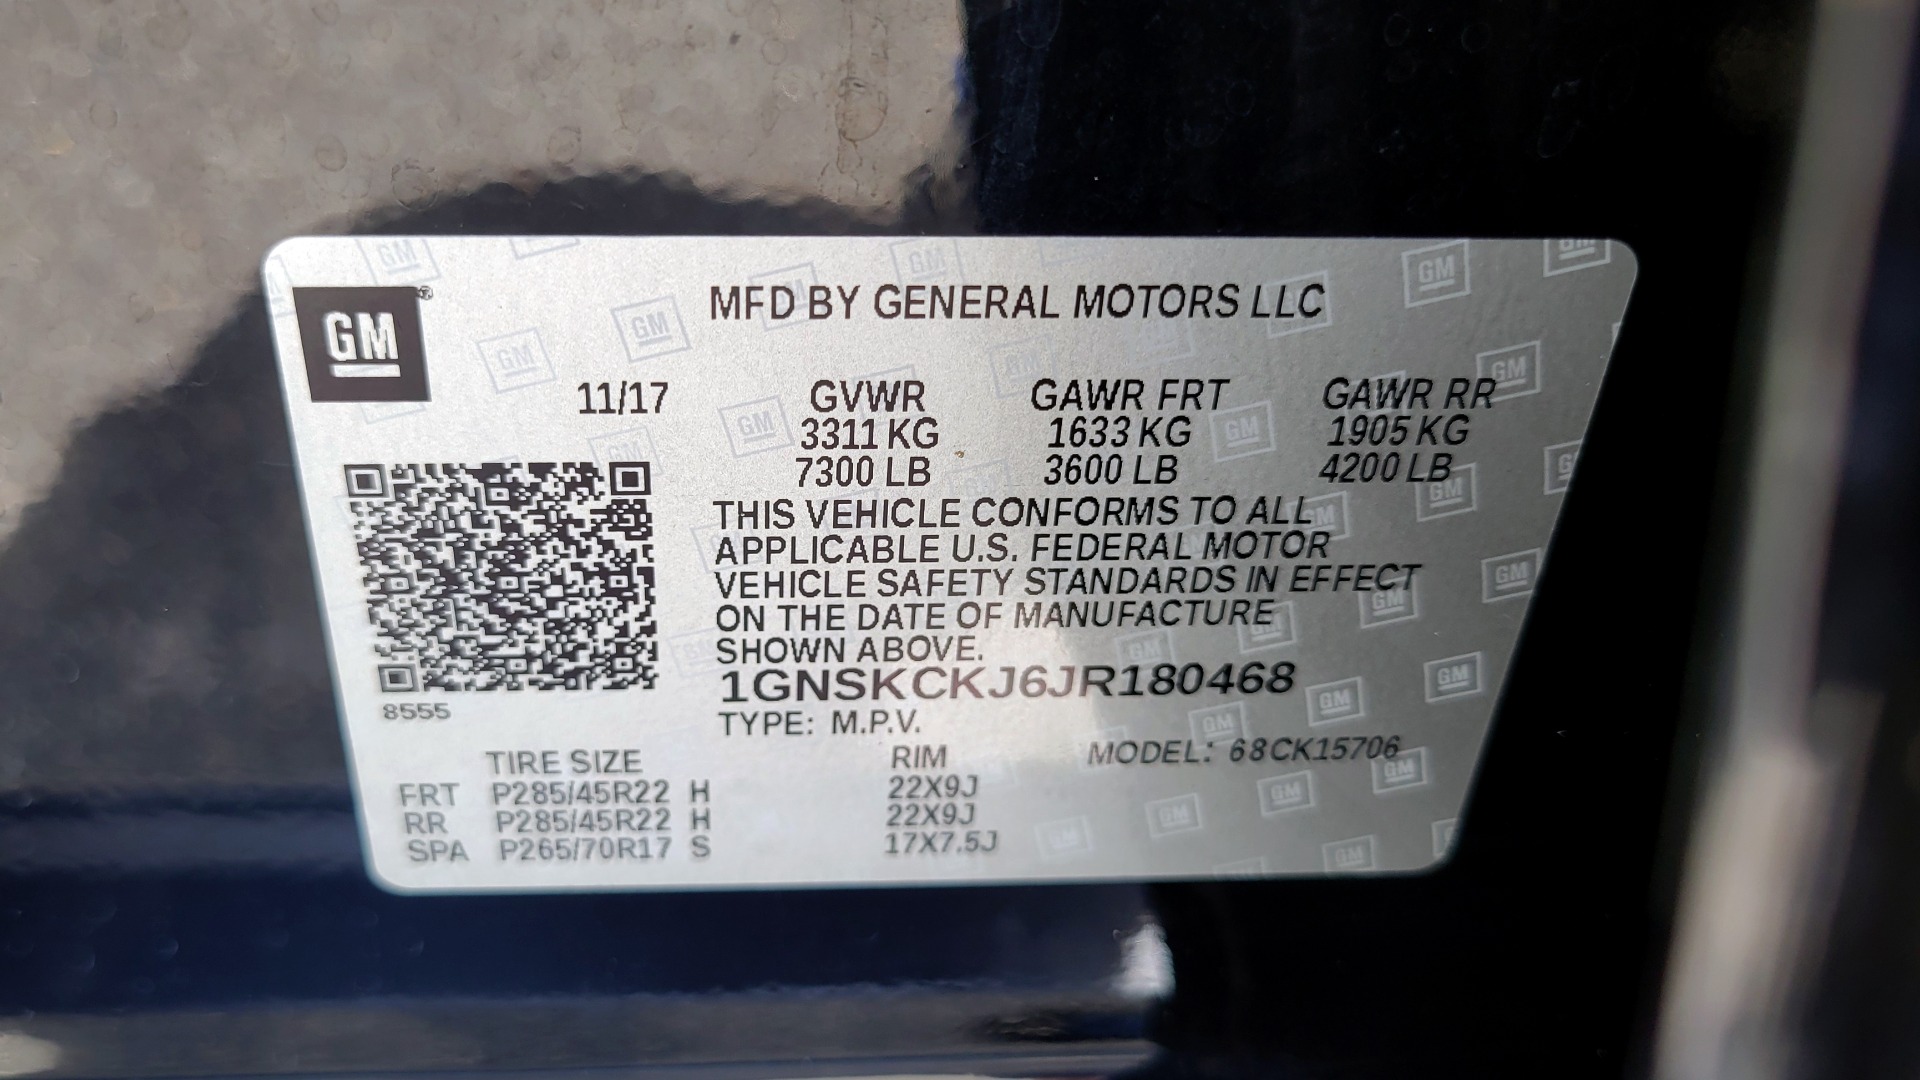 GM
MFD BY GENERAL MOTORS LLC
11/17 GVWR GAWR FRT GAWR RR
3311 KG 1633 KG 1905 KG
7300 LB 3600 LB 4200 LB
THIS VEHICLE CONFORMS TO ALL
APPLICABLE U.S. FEDERAL MOTOR
VEHICLE SAFETY STANDARDS IN EFFECT
ON THE DATE OF MANUFACTURE
SHOWN ABOVE.
1GNSKCKJ6JR180468
8555
TYPE: M.P.V.
TIRE SIZE RIM MODEL: 68CK15706
FRT P285/45R22 H 22X9J
RR P285/45R22 H 22X9J
SPA P265/70R17 S 17X7.5J